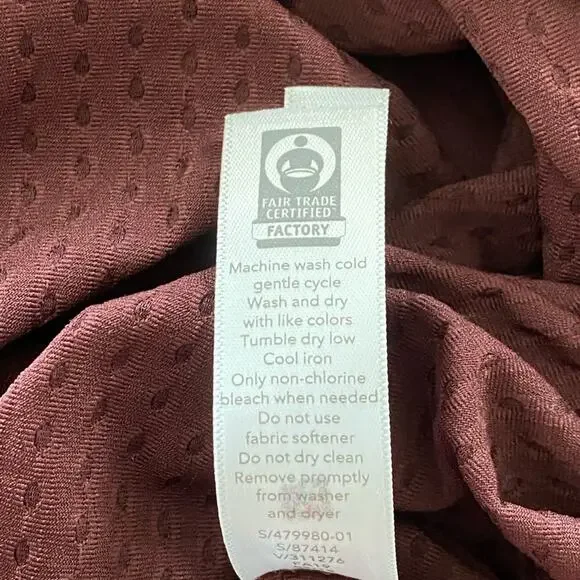 FAIR TRADE
CERTIFIED™
FACTORY
Machine wash cold
gentle cycle
Wash and dry
with like colors
Tumble dry low
Cool iron
Only non-chlorine
bleach when needed
Do not use
fabric softener
Do not dry clean
Remove promptly
from washer
and dryer
S/479980-01
S/87414
V/311276